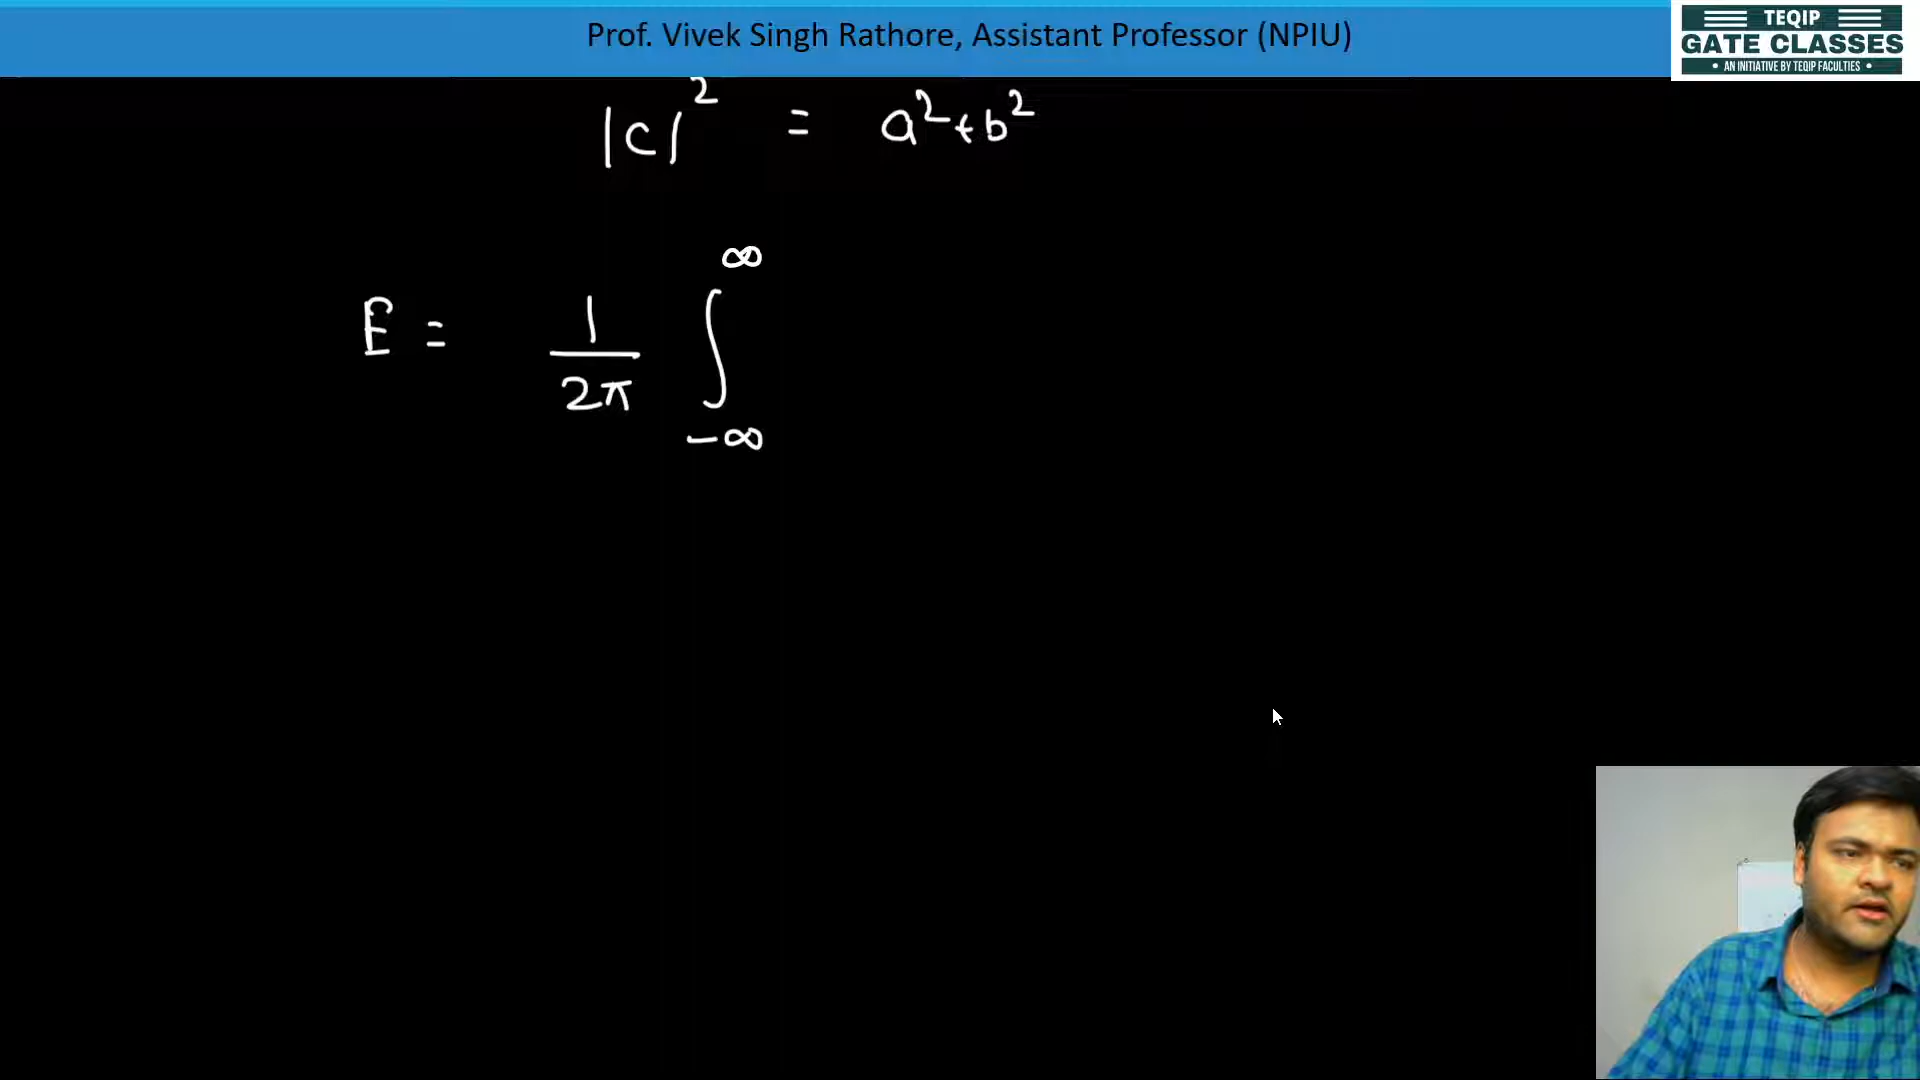 Prof. Vivek Singh Rathore, Assistant Professor (NPIU)
TEQIP
GATE CLASSES
• AN INITIATIVE BY TEQIP FACULTIES •
|c|² = a²+b²
E = 1/2π ∫_{-∞}^{∞}